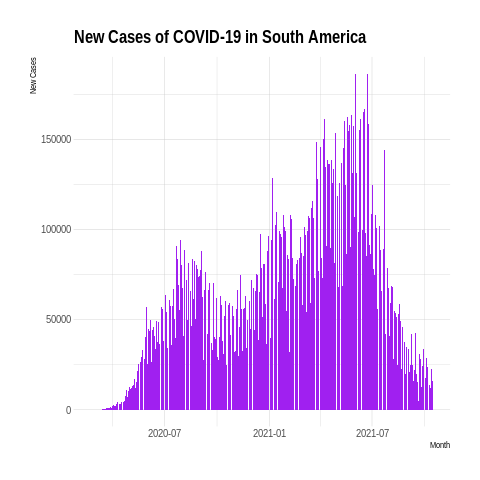 New Cases of COVID-19 in South America
New Cases
150000
100000
50000
0
2020-07
2021-01
2021-07
Month